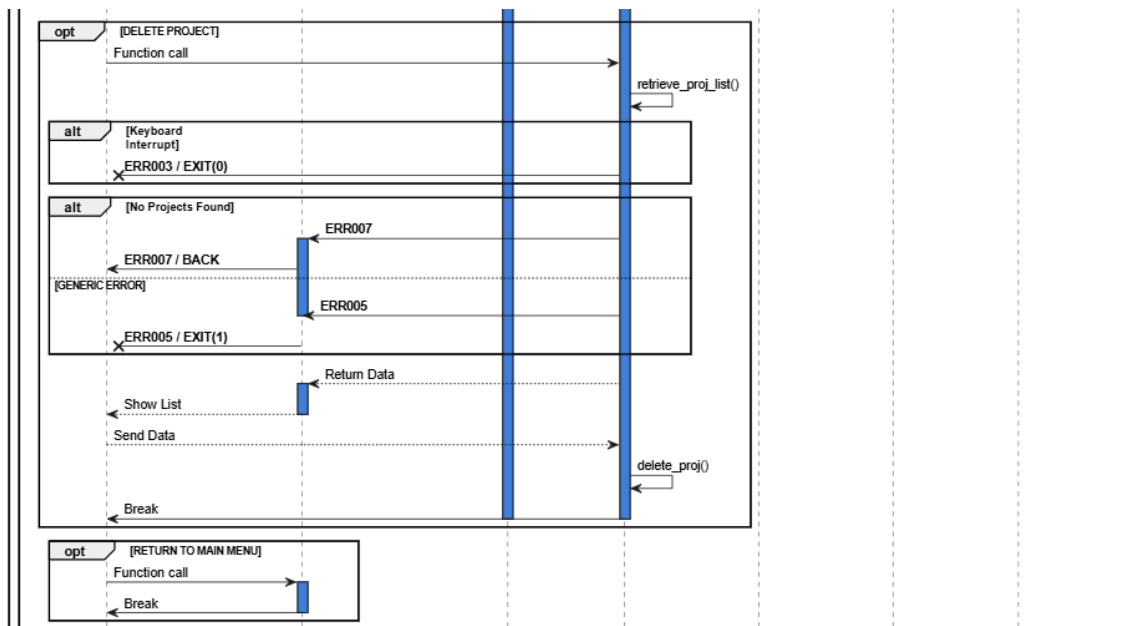 opt
[DELETE PROJECT]
Function call
retrieve_proj_list()
alt
[Keyboard
Interrupt]
ERR003 / EXIT(0)
alt
[No Projects Found]
ERR007
ERR007 / BACK
[GENERIC ERROR]
ERR005
ERR005 / EXIT(1)
Return Data
Show List
Send Data
delete_proj()
Break
opt
[RETURN TO MAIN MENU]
Function call
Break